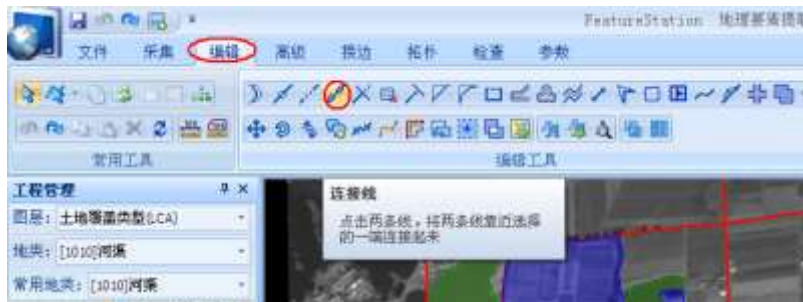 FeatureStation 地理要素提取
文件 采集 编辑 高级 接边 拓扑 检查 参数
常用工具 编辑工具
工程管理
图层: 土地覆盖类型(LCA)
地类: [1010]河渠
常用地类: [1010]河渠
连接线
点击两条线,将两条线靠近选择
的一端连接起来